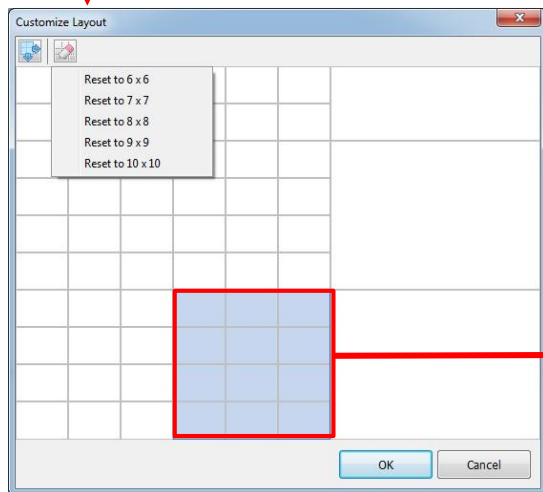 Customize Layout
Reset to 6 x 6
Reset to 7 x 7
Reset to 8 x 8
Reset to 9 x 9
Reset to 10 x 10
OK
Cancel